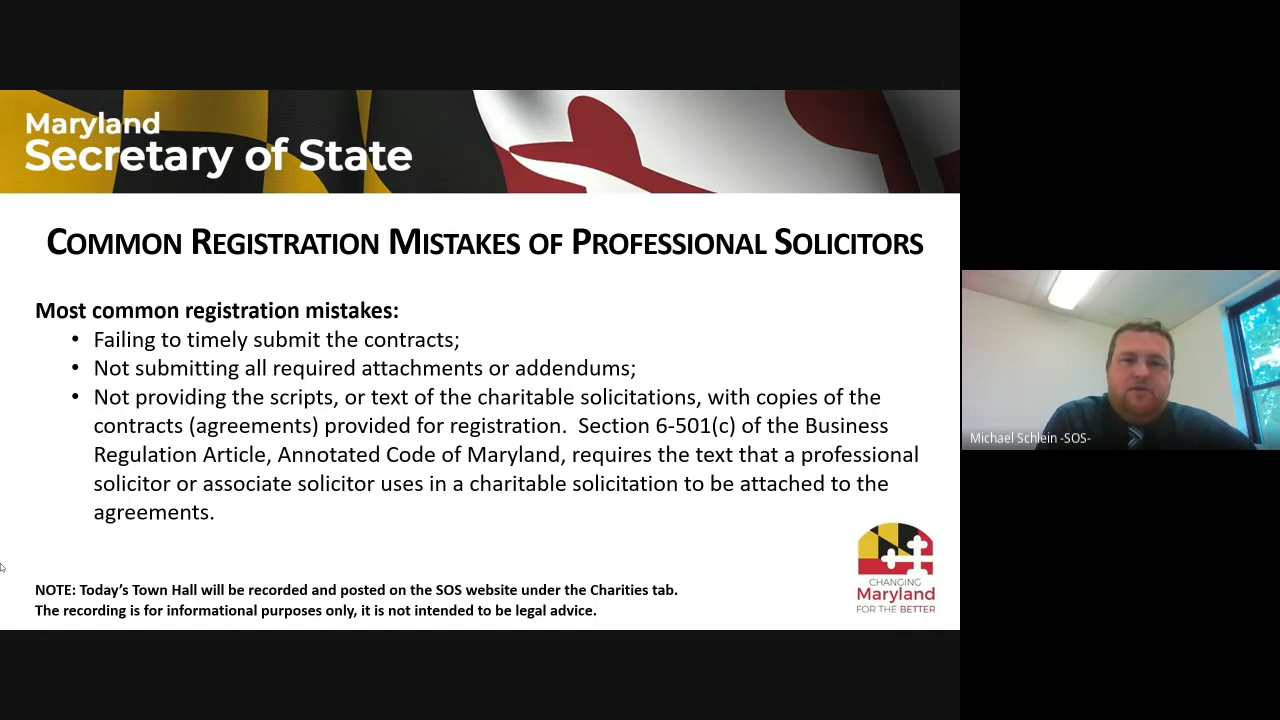 Maryland
Secretary of State
COMMON REGISTRATION MISTAKES OF PROFESSIONAL SOLICITORS
Most common registration mistakes:
• Failing to timely submit the contracts;
• Not submitting all required attachments or addendums;
• Not providing the scripts, or text of the charitable solicitations, with copies of the
contracts (agreements) provided for registration.  Section 6-501(c) of the Business
Regulation Article, Annotated Code of Maryland, requires the text that a professional
solicitor or associate solicitor uses in a charitable solicitation to be attached to the
agreements.
Michael Schlein -SOS-
NOTE: Today's Town Hall will be recorded and posted on the SOS website under the Charities tab.
The recording is for informational purposes only, it is not intended to be legal advice.
CHANGING
Maryland
FOR THE BETTER